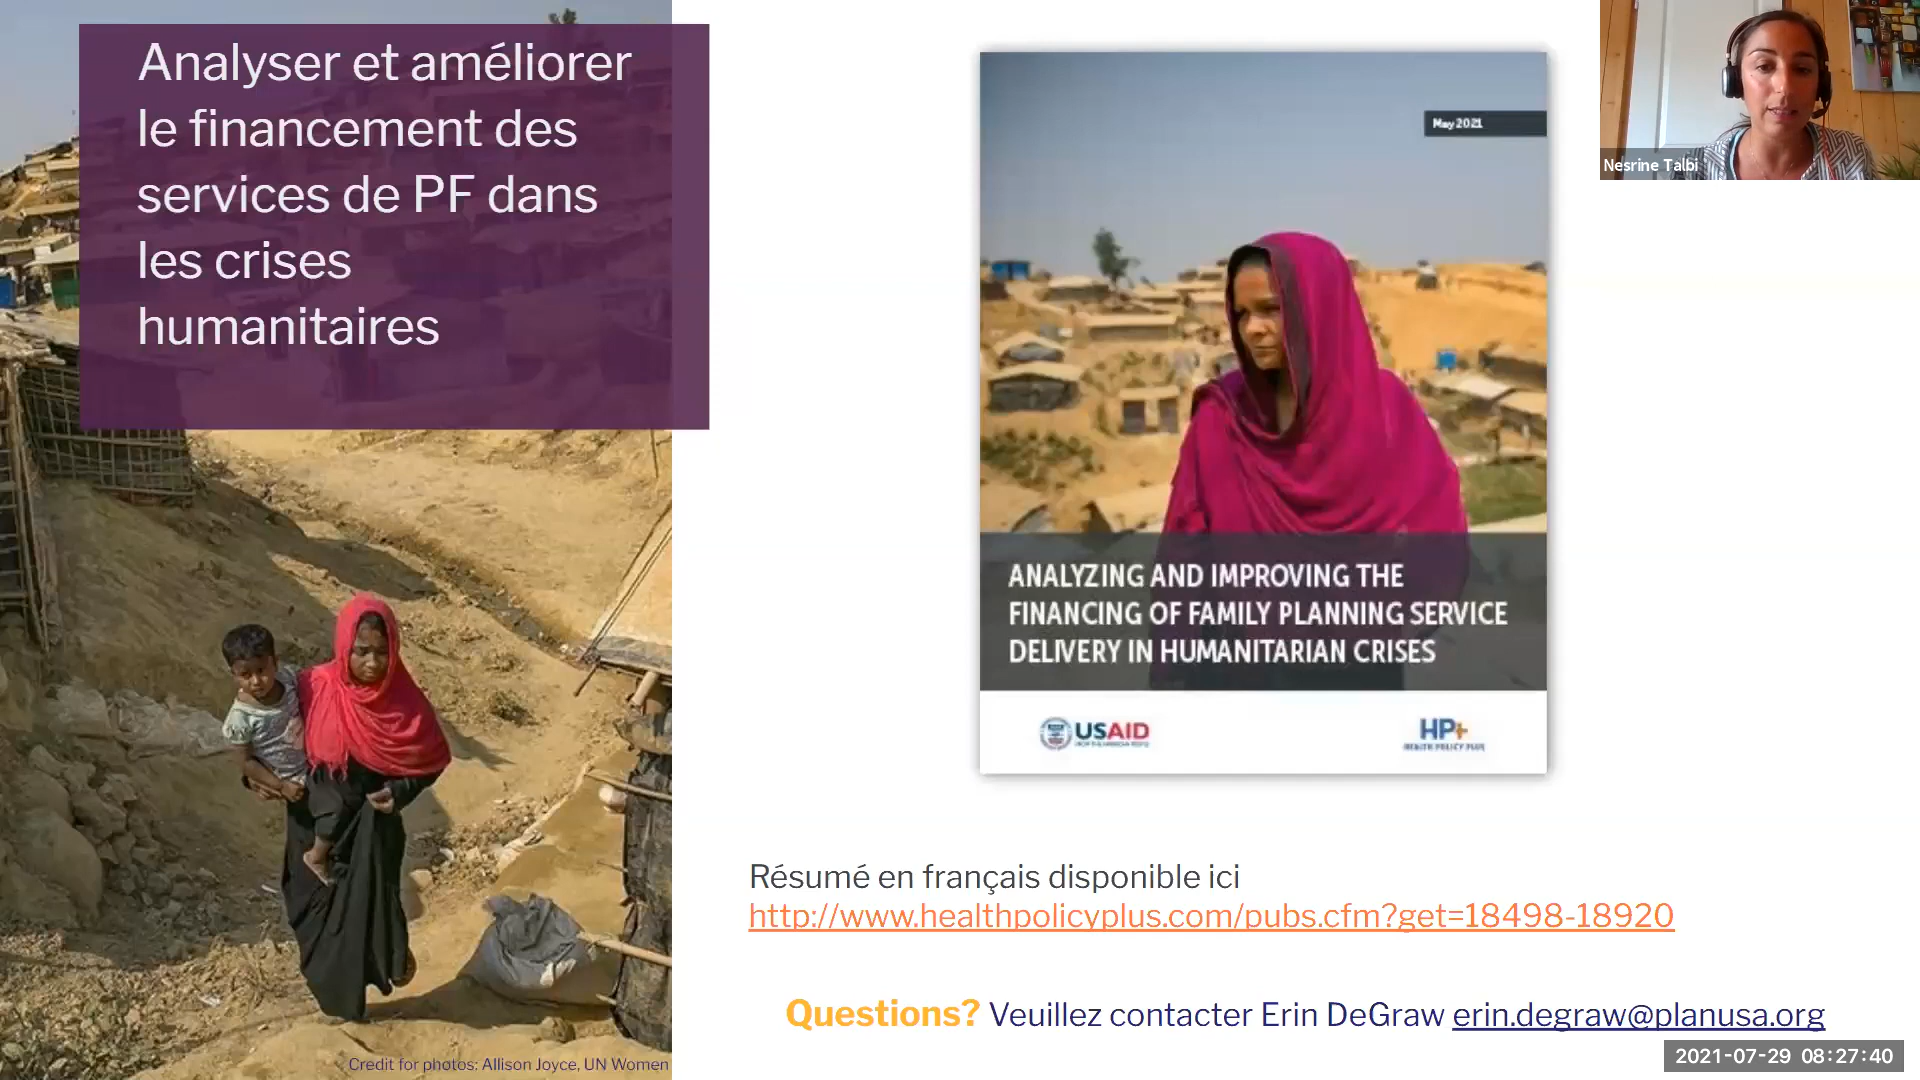 Analyser et améliorer
le financement des
services de PF dans
les crises
humanitaires
May 2021
ANALYZING AND IMPROVING THE
FINANCING OF FAMILY PLANNING SERVICE
DELIVERY IN HUMANITARIAN CRISES
USAID
HP+
HEALTH POLICY PLUS
Nesrine Talbi
Résumé en français disponible ici
http://www.healthpolicyplus.com/pubs.cfm?get=18498-18920
Questions? Veuillez contacter Erin DeGraw erin.degraw@planusa.org
Credit for photos: Allison Joyce, UN Women
2021-07-29 08:27:40